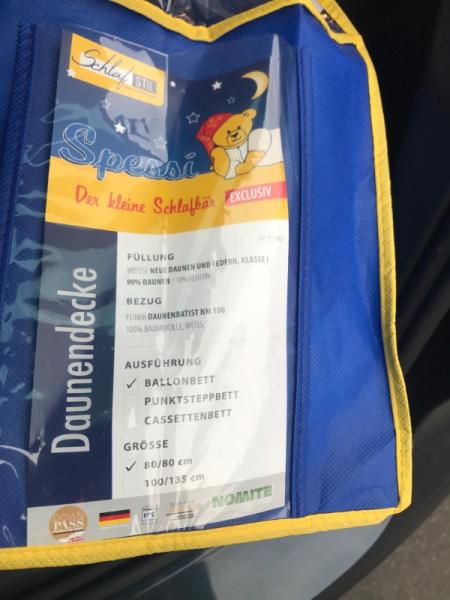 Schlaf STIL
Spessi
Der kleine Schlafbär EXCLUSIV
Daunendecke
FÜLLUNG
WEISSE NEUE DAUNEN UND FEDERN, KLASSE I
90% DAUNEN / 10% FEDERN
BEZUG
FEINER DAUNENBATIST NM 100
100% BAUMWOLLE, WEISS
AUSFÜHRUNG
✓ BALLONBETT
PUNKTSTEPPBETT
CASSETTENBETT
GRÖSSE
✓ 80/80 cm
100/135 cm
DOWN PASS
60°C
NOMITE